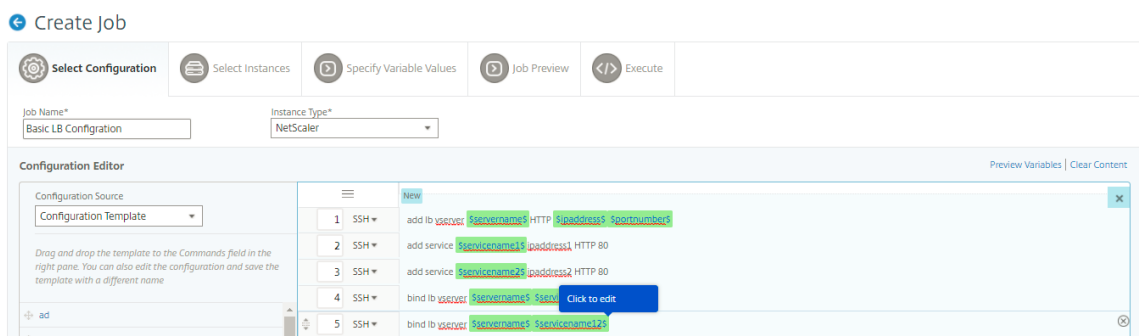 Create Job
Select Configuration
Select Instances
Specify Variable Values
Job Preview
Execute
Job Name*
Instance Type*
Basic LB Configration
NetScaler
Configuration Editor
Preview Variables | Clear Content
Configuration Source
Configuration Template
Drag and drop the template to the Commands field in the
right pane. You can also edit the configuration and save the
template with a different name
ad
New
1 SSH add lb vserver $servername$ HTTP $ipaddress$ $portnumber$
2 SSH add service $servicename1$ ipaddress1 HTTP 80
3 SSH add service $servicename2$ ipaddress2 HTTP 80
4 SSH bind lb vserver $servername$
Click to edit
5 SSH bind lb vserver $servername$ $servicename12$